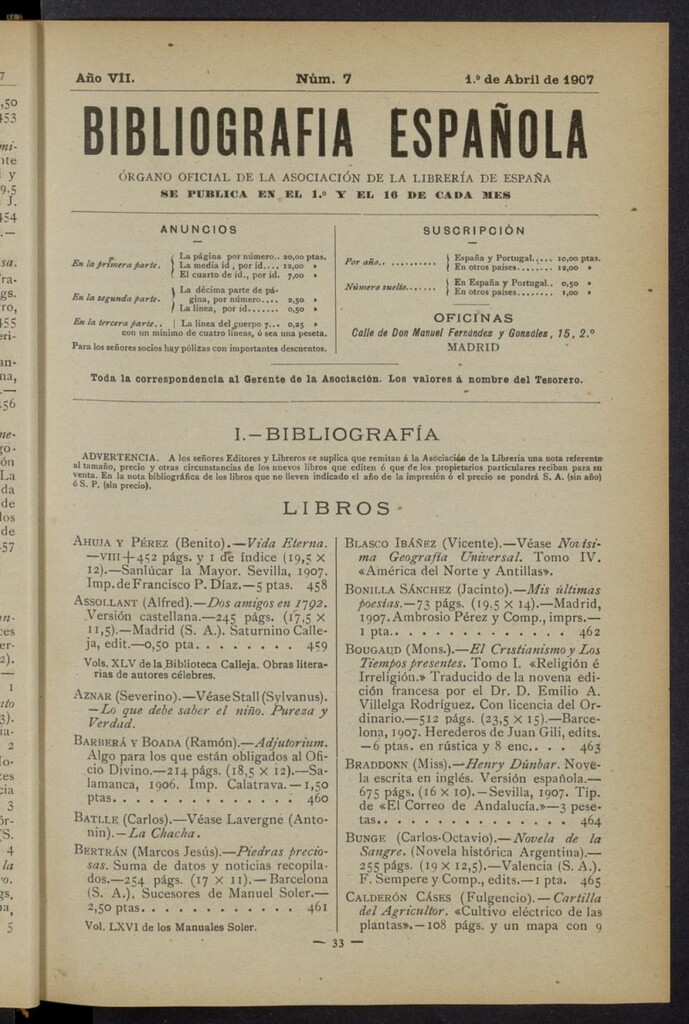 Año VII.
Núm. 7
1.º de Abril de 1907
BIBLIOGRAFIA ESPAÑOLA
ÓRGANO OFICIAL DE LA ASOCIACIÓN DE LA LIBRERÍA DE ESPAÑA
SE PUBLICA EN EL 1.º Y EL 16 DE CADA MES
ANUNCIOS
En la primera parte.
La página por número.. 20,00 ptas.
La media id, por id.... 12,00 »
El cuarto de id., por id. 7,00 »
En la segunda parte.
La décima parte de pá-
gina, por número.... 2,50 »
La línea, por id....... 0,50 »
En la tercera parte.. | La línea del cuerpo 7.. 0,25 »
con un mínimo de cuatro líneas, ó sea una peseta.
Para los señores socios hay pólizas con importantes descuentos.
SUSCRIPCIÓN
Por año.. ..........
España y Portugal..... 10,00 ptas.
En otros países........ 12,00 »
Número suelto.......
En España y Portugal.. 0,50 »
En otros países........ 1,00 »
OFICINAS
Calle de Don Manuel Fernández y González, 15, 2.º
MADRID
Toda la correspondencia al Gerente de la Asociación. Los valores á nombre del Tesorero.
I.—BIBLIOGRAFÍA
ADVERTENCIA. A los señores Editores y Libreros se suplica que remitan á la Asociación de la Librería una nota referente
al tamaño, precio y otras circunstancias de los nuevos libros que editen ó que de los propietarios particulares reciban para su
venta. En la nota bibliográfica de los libros que no lleven indicado el año de la impresión ó el precio se pondrá S. A. (sin año)
ó S. P. (sin precio).
LIBROS
AHUJA Y PÉREZ (Benito).—Vida Eterna.
—VIII+452 págs. y 1 de índice (19,5 ×
12).—Sanlúcar la Mayor. Sevilla, 1907.
Imp. de Francisco P. Díaz.—5 ptas. 458
ASSOLLANT (Alfred).—Dos amigos en 1792.
Versión castellana.—245 págs. (17,5 ×
11,5).—Madrid (S. A.). Saturnino Calle-
ja, edit.—0,50 pta. . . . . . . 459
Vols. XLV de la Biblioteca Calleja. Obras litera-
rias de autores célebres.
AZNAR (Severino).—Véase Stall (Sylvanus).
—Lo que debe saber el niño. Pureza y
Verdad.
BARBERÁ Y BOADA (Ramón).—Adjutorium.
Algo para los que están obligados al Ofi-
cio Divino.—214 págs. (18,5 × 12).—Sa-
lamanca, 1906. Imp. Calatrava.—1,50
ptas. . . . . . . . . . . . . 460
BATLLE (Carlos).—Véase Lavergne (Anto-
nin).—La Chacha.
BERTRÁN (Marcos Jesús).—Piedras precio-
sas. Suma de datos y noticias recopila-
dos.—254 págs. (17 × 11).—Barcelona
(S. A.), Sucesores de Manuel Soler.—
2,50 ptas. . . . . . . . . . . 461
Vol. LXVI de los Manuales Soler.
BLASCO IBÁÑEZ (Vicente).—Véase Novísi-
ma Geografía Universal. Tomo IV.
«América del Norte y Antillas».
BONILLA SÁNCHEZ (Jacinto).—Mis últimas
poesías.—73 págs. (19,5 × 14).—Madrid,
1907. Ambrosio Pérez y Comp., imprs.—
1 pta. . . . . . . . . . . . . 462
BOUGAUD (Mons.).—El Cristianismo y Los
Tiempos presentes. Tomo I. «Religión é
Irreligión.» Traducido de la novena edi-
ción francesa por el Dr. D. Emilio A.
Villelga Rodríguez. Con licencia del Or-
dinario.—512 págs. (23,5 × 15).—Barce-
lona, 1907. Herederos de Juan Gili, edits.
—6 ptas. en rústica y 8 enc. . . 463
BRADDONN (Miss).—Henry Dúnbar. Nove-
la escrita en inglés. Versión española.—
675 págs. (16 × 10).—Sevilla, 1907. Tip.
de «El Correo de Andalucía.»—3 pese-
tas. . . . . . . . . . . . . . 464
BUNGE (Carlos-Octavio).—Novela de la
Sangre. (Novela histórica Argentina).—
255 págs. (19 × 12,5).—Valencia (S. A.).
F. Sempere y Comp., edits.—1 pta. 465
CALDERÓN CÁSES (Fulgencio).—Cartilla
del Agricultor. «Cultivo eléctrico de las
plantas».—108 págs. y un mapa con 9
— 33 —